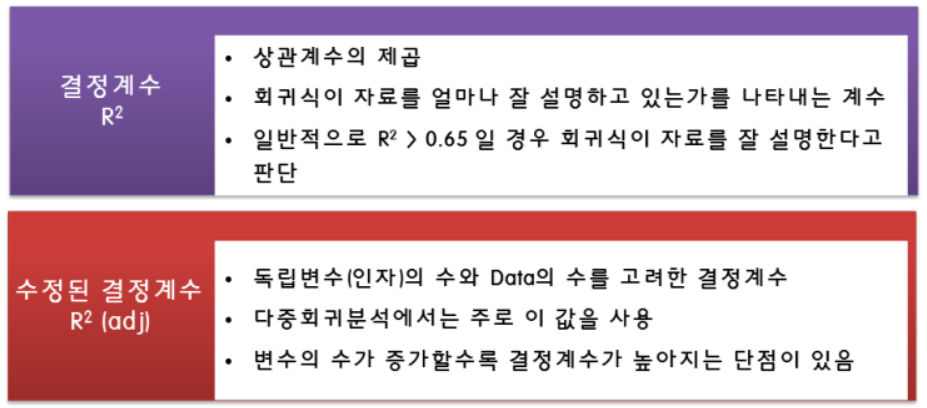 결정계수
R²
• 상관계수의 제곱
• 회귀식이 자료를 얼마나 잘 설명하고 있는가를 나타내는 계수
• 일반적으로 R² > 0.65 일 경우 회귀식이 자료를 잘 설명한다고
판단
수정된 결정계수
R² (adj)
• 독립변수(인자)의 수와 Data의 수를 고려한 결정계수
• 다중회귀분석에서는 주로 이 값을 사용
• 변수의 수가 증가할수록 결정계수가 높아지는 단점이 있음